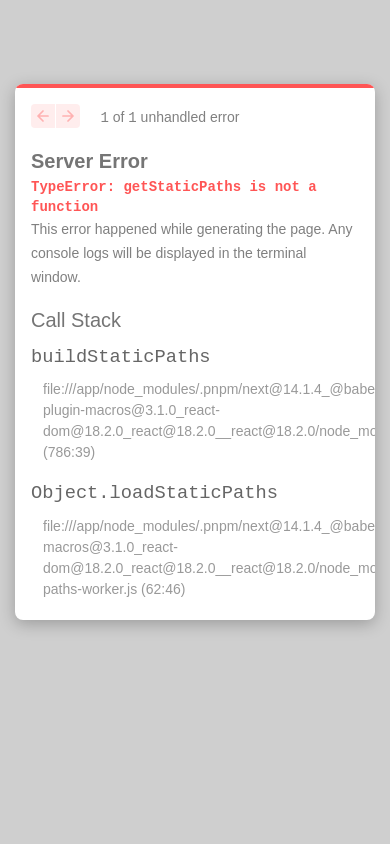 1 of 1 unhandled error
Server Error
TypeError: getStaticPaths is not a
function
This error happened while generating the page. Any
console logs will be displayed in the terminal
window.
Call Stack
buildStaticPaths
file:///app/node_modules/.pnpm/next@14.1.4_@babe
plugin-macros@3.1.0_react-
dom@18.2.0_react@18.2.0__react@18.2.0/node_mo
(786:39)
Object.loadStaticPaths
file:///app/node_modules/.pnpm/next@14.1.4_@babe
macros@3.1.0_react-
dom@18.2.0_react@18.2.0__react@18.2.0/node_mo
paths-worker.js (62:46)